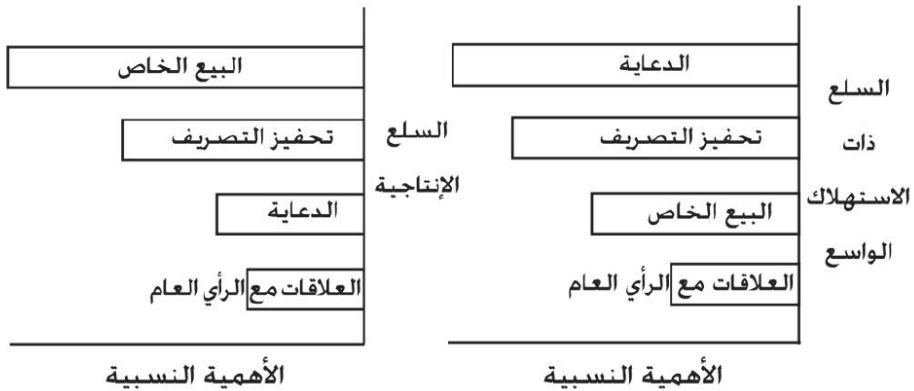 السلع
ذات
الاستهلاك
الواسع
الدعاية
تحفيز التصريف
البيع الخاص
العلاقات مع الرأي العام
الأهمية النسبية
السلع
الإنتاجية
البيع الخاص
تحفيز التصريف
الدعاية
العلاقات مع الرأي العام
الأهمية النسبية